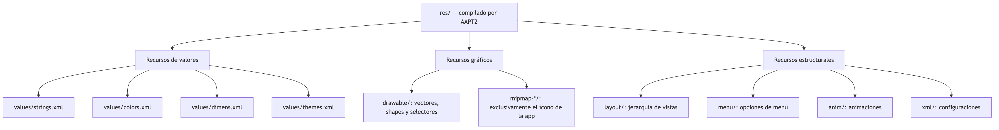 res/ — compilado por
AAPT2
Recursos de valores
Recursos gráficos
Recursos estructurales
values/strings.xml
values/colors.xml
values/dimens.xml
values/themes.xml
drawable/: vectores,
shapes y selectores
mipmap-*/:
exclusivamente el ícono de
la app
layout/: jerarquía de vistas
menu/: opciones de menú
anim/: animaciones
xml/: configuraciones